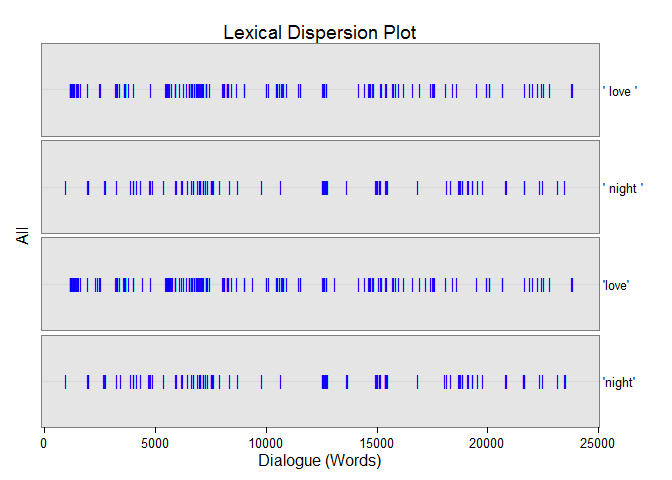 Lexical Dispersion Plot
' love '
' night '
All
'love'
'night'
0 5000 10000 15000 20000 25000
Dialogue (Words)